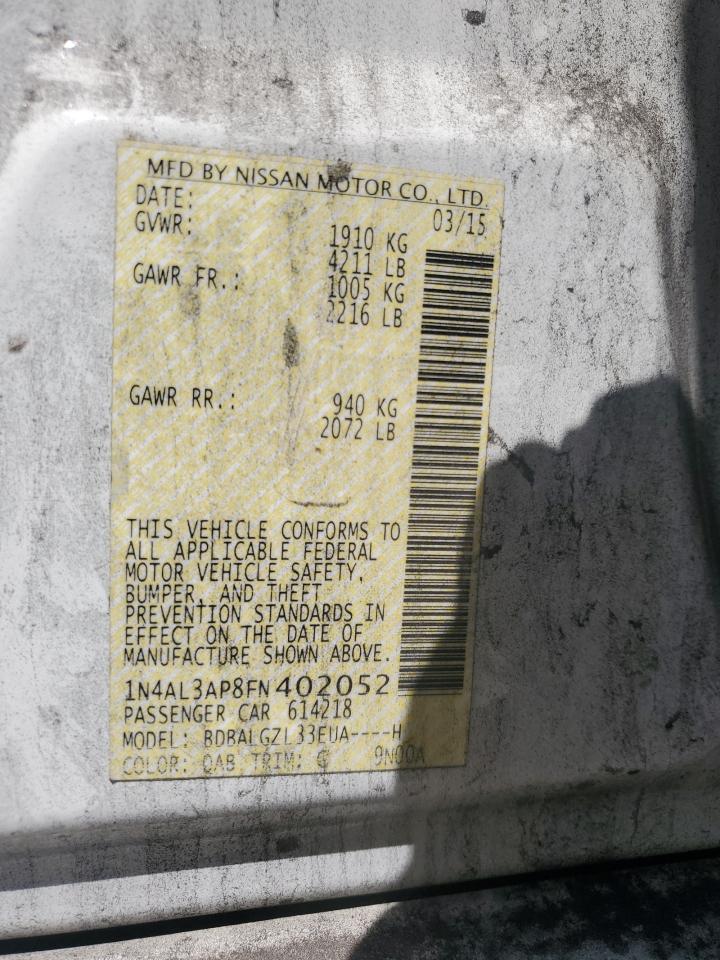 MFD BY NISSAN MOTOR CO., LTD.
DATE: 03/15
GVWR: 1910 KG
4211 LB
GAWR FR.: 1005 KG
2216 LB
GAWR RR.: 940 KG
2072 LB
THIS VEHICLE CONFORMS TO
ALL APPLICABLE FEDERAL
MOTOR VEHICLE SAFETY,
BUMPER, AND THEFT
PREVENTION STANDARDS IN
EFFECT ON THE DATE OF
MANUFACTURE SHOWN ABOVE.
1N4AL3AP8FN402052
PASSENGER CAR 614218
MODEL: BDBALGZL33EUA----H
COLOR: QAB TRIM: G 9N00A